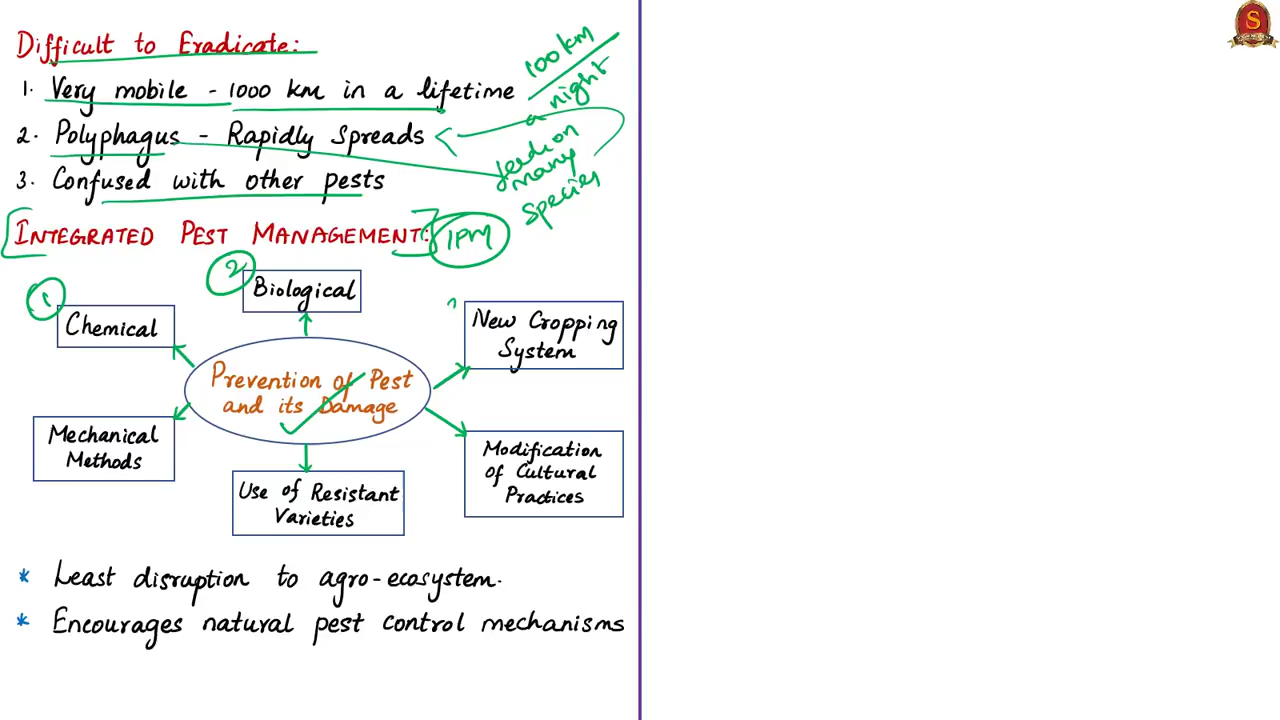 Difficult to Eradicate:
1. Very mobile - 1000 km in a lifetime
100 km
a night
2. Polyphagus - Rapidly Spreads
feeds on
many
species
3. Confused with other pests
INTEGRATED PEST MANAGEMENT:
IPM
1
Chemical
2
Biological
New Cropping
System
Prevention of Pest
and its Damage
Mechanical
Methods
Use of Resistant
Varieties
Modification
of Cultural
Practices
* Least disruption to agro-ecosystem.
* Encourages natural pest control mechanisms
S